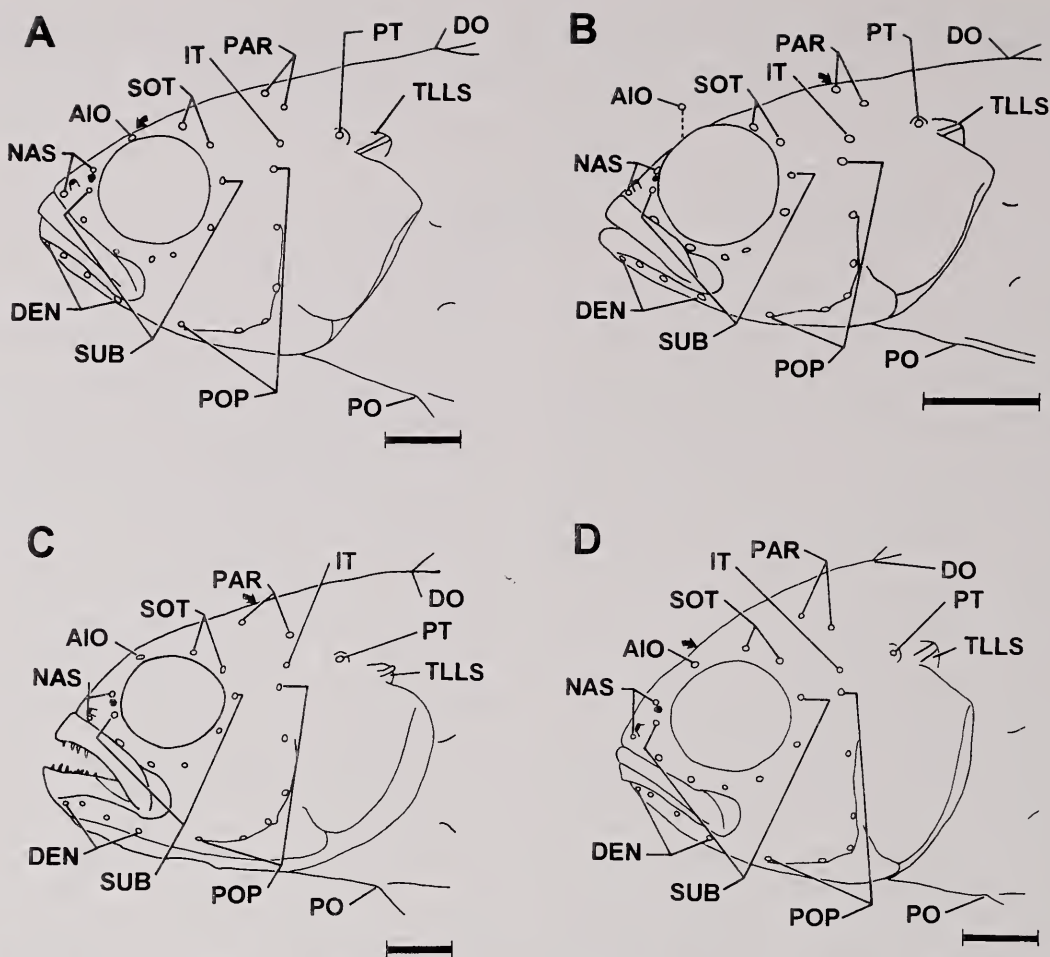 A
DO
PT
PAR
IT
SOT
TLLS
AIO
NAS
DEN
SUB
POP
PO
B
DO
PT
PAR
IT
SOT
AIO
TLLS
NAS
DEN
SUB
POP
PO
C
IT
PAR
SOT
DO
AIO
PT
TLLS
NAS
DEN
SUB
POP
PO
D
PAR
IT
DO
SOT
PT
AIO
TLLS
NAS
DEN
SUB
POP
PO